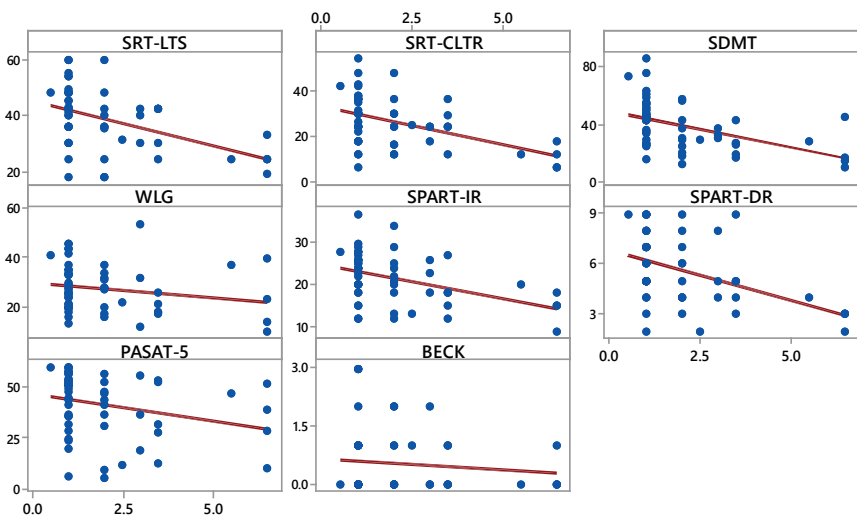 0.0 2.5 5.0
SRT-LTS SRT-CLTR SDMT
60 40 20
40 20 0
80 40 0
WLG SPART-IR SPART-DR
60 40 20
30 20 10
9 6 3
PASAT-5 BECK
50 25 0
3.0 1.5 0.0
0.0 2.5 5.0
0.0 2.5 5.0